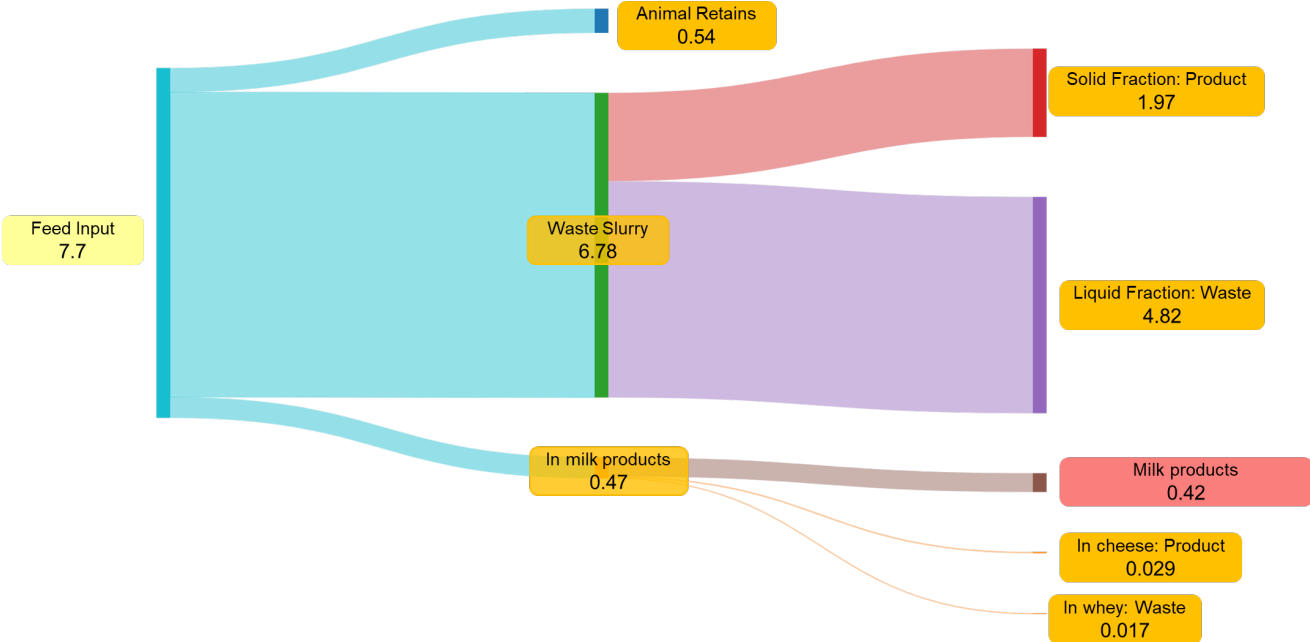 Animal Retains
0.54
Solid Fraction: Product
1.97
Feed Input
7.7
Waste Slurry
6.78
Liquid Fraction: Waste
4.82
In milk products
0.47
Milk products
0.42
In cheese: Product
0.029
In whey: Waste
0.017